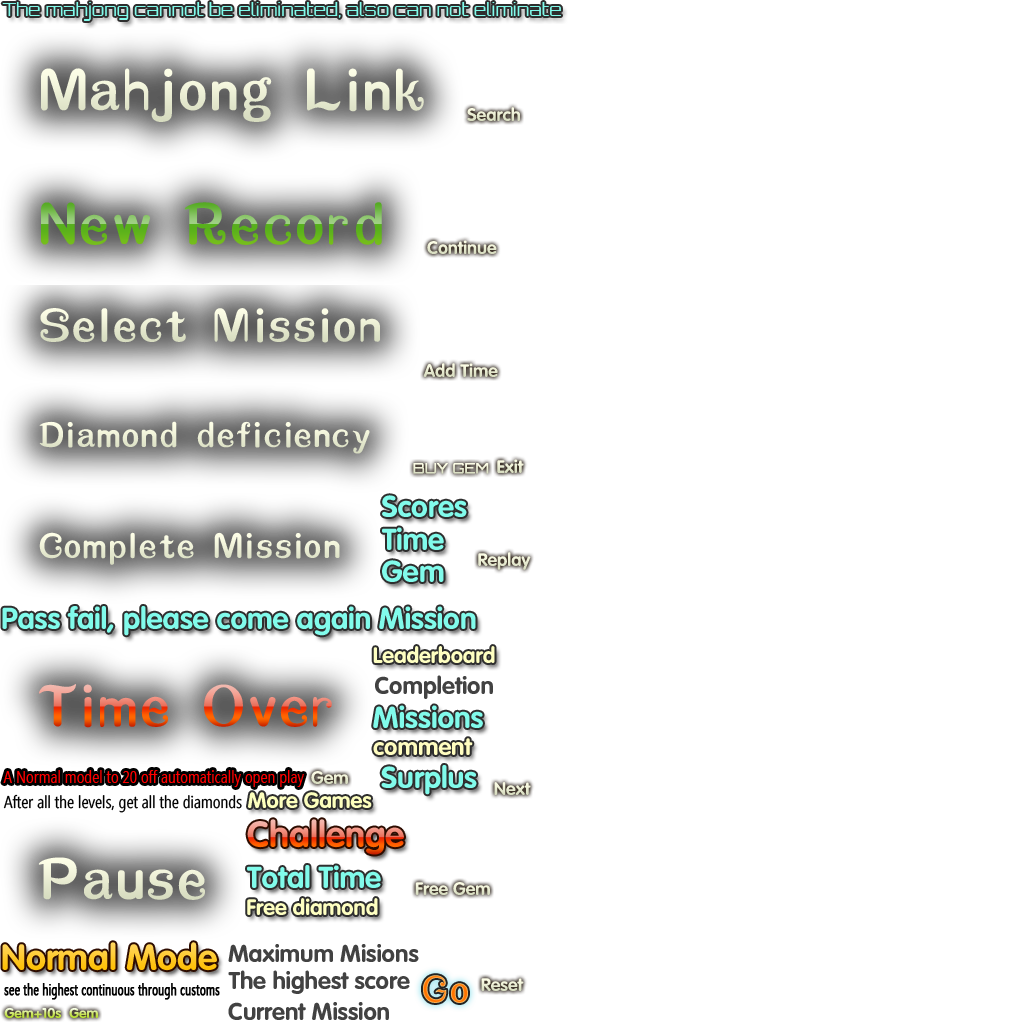 The mahjong cannot be eliminated, also can not eliminate
Mahjong Link
Search
New Record
Continue
Select Mission
Add Time
Diamond deficiency
BUY GEM Exit
Scores
Time
Complete Mission
Replay
Gem
Pass fail, please come again Mission
Leaderboard
Completion
Time Over
Missions
comment
A Normal model to 20 off automatically open play Gem
Surplus
Next
After all the levels, get all the diamonds More Games
Challenge
Pause
Total Time
Free Gem
Free diamond
Normal Mode
Maximum Misions
The highest score
Go
Reset
see the highest continuous through customs
Gem+10s Gem
Current Mission